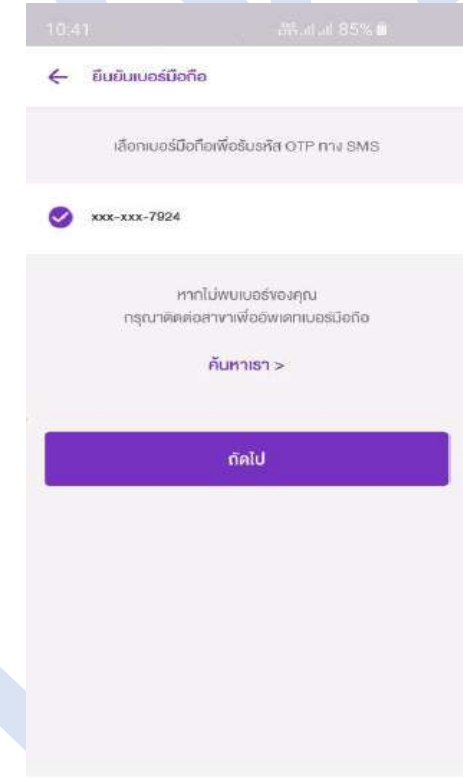 10:41
85%
ยืนยันเบอร์มือถือ
เลือกเบอร์มือถือเพื่อรับรหัส OTP ทาง SMS
xxx-xxx-7924
หากไม่พบเบอร์ของคุณ
กรุณาติดต่อสาขาเพื่ออัพเดทเบอร์มือถือ
ค้นหาเรา >
ถัดไป